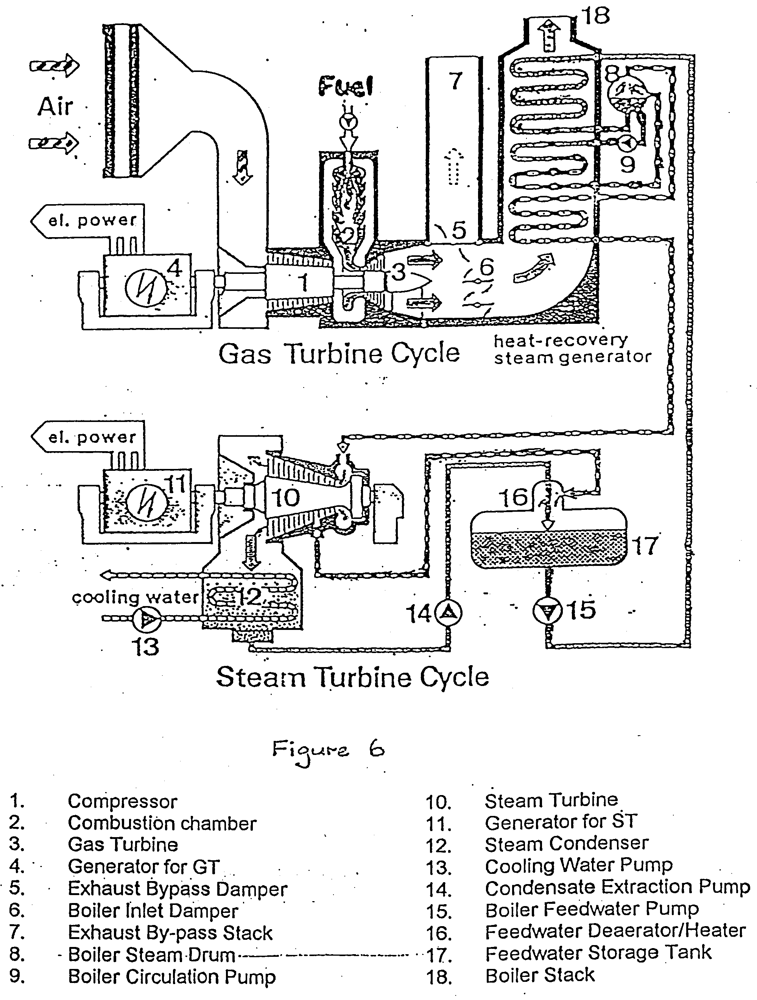 18
7
8
Fuel
Air
9
el. power
5
4
3
6
1
heat-recovery
steam generator
Gas Turbine Cycle
el. power
11
10
16
17
12
cooling water
14
15
13
Steam Turbine Cycle
Figure 6
1. Compressor
2. Combustion chamber
3. Gas Turbine
4. Generator for GT
5. Exhaust Bypass Damper
6. Boiler Inlet Damper
7. Exhaust By-pass Stack
8. Boiler Steam Drum
9. Boiler Circulation Pump
10. Steam Turbine
11. Generator for ST
12. Steam Condenser
13. Cooling Water Pump
14. Condensate Extraction Pump
15. Boiler Feedwater Pump
16. Feedwater Deaerator/Heater
17. Feedwater Storage Tank
18. Boiler Stack